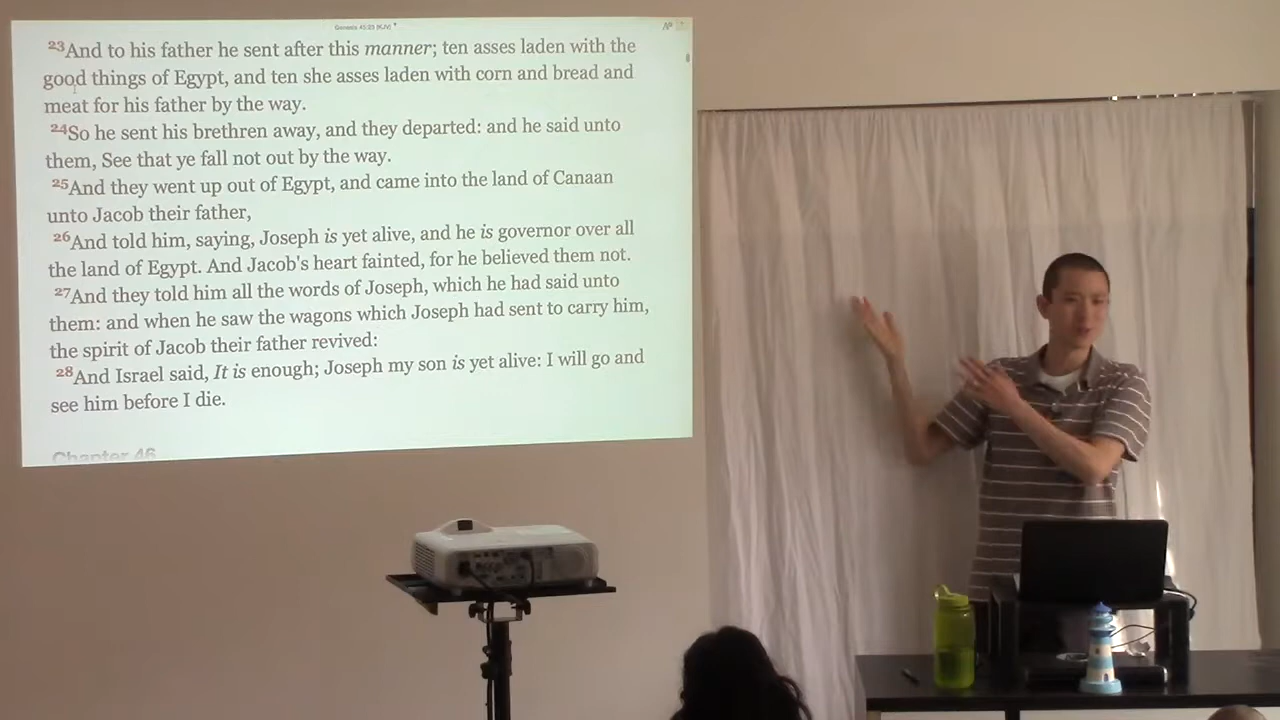 Genesis 45:23 (KJV)
23And to his father he sent after this manner; ten asses laden with the
good things of Egypt, and ten she asses laden with corn and bread and
meat for his father by the way.
24So he sent his brethren away, and they departed: and he said unto
them, See that ye fall not out by the way.
25And they went up out of Egypt, and came into the land of Canaan
unto Jacob their father,
26And told him, saying, Joseph is yet alive, and he is governor over all
the land of Egypt. And Jacob's heart fainted, for he believed them not.
27And they told him all the words of Joseph, which he had said unto
them: and when he saw the wagons which Joseph had sent to carry him,
the spirit of Jacob their father revived:
28And Israel said, It is enough; Joseph my son is yet alive: I will go and
see him before I die.
Chapter 46